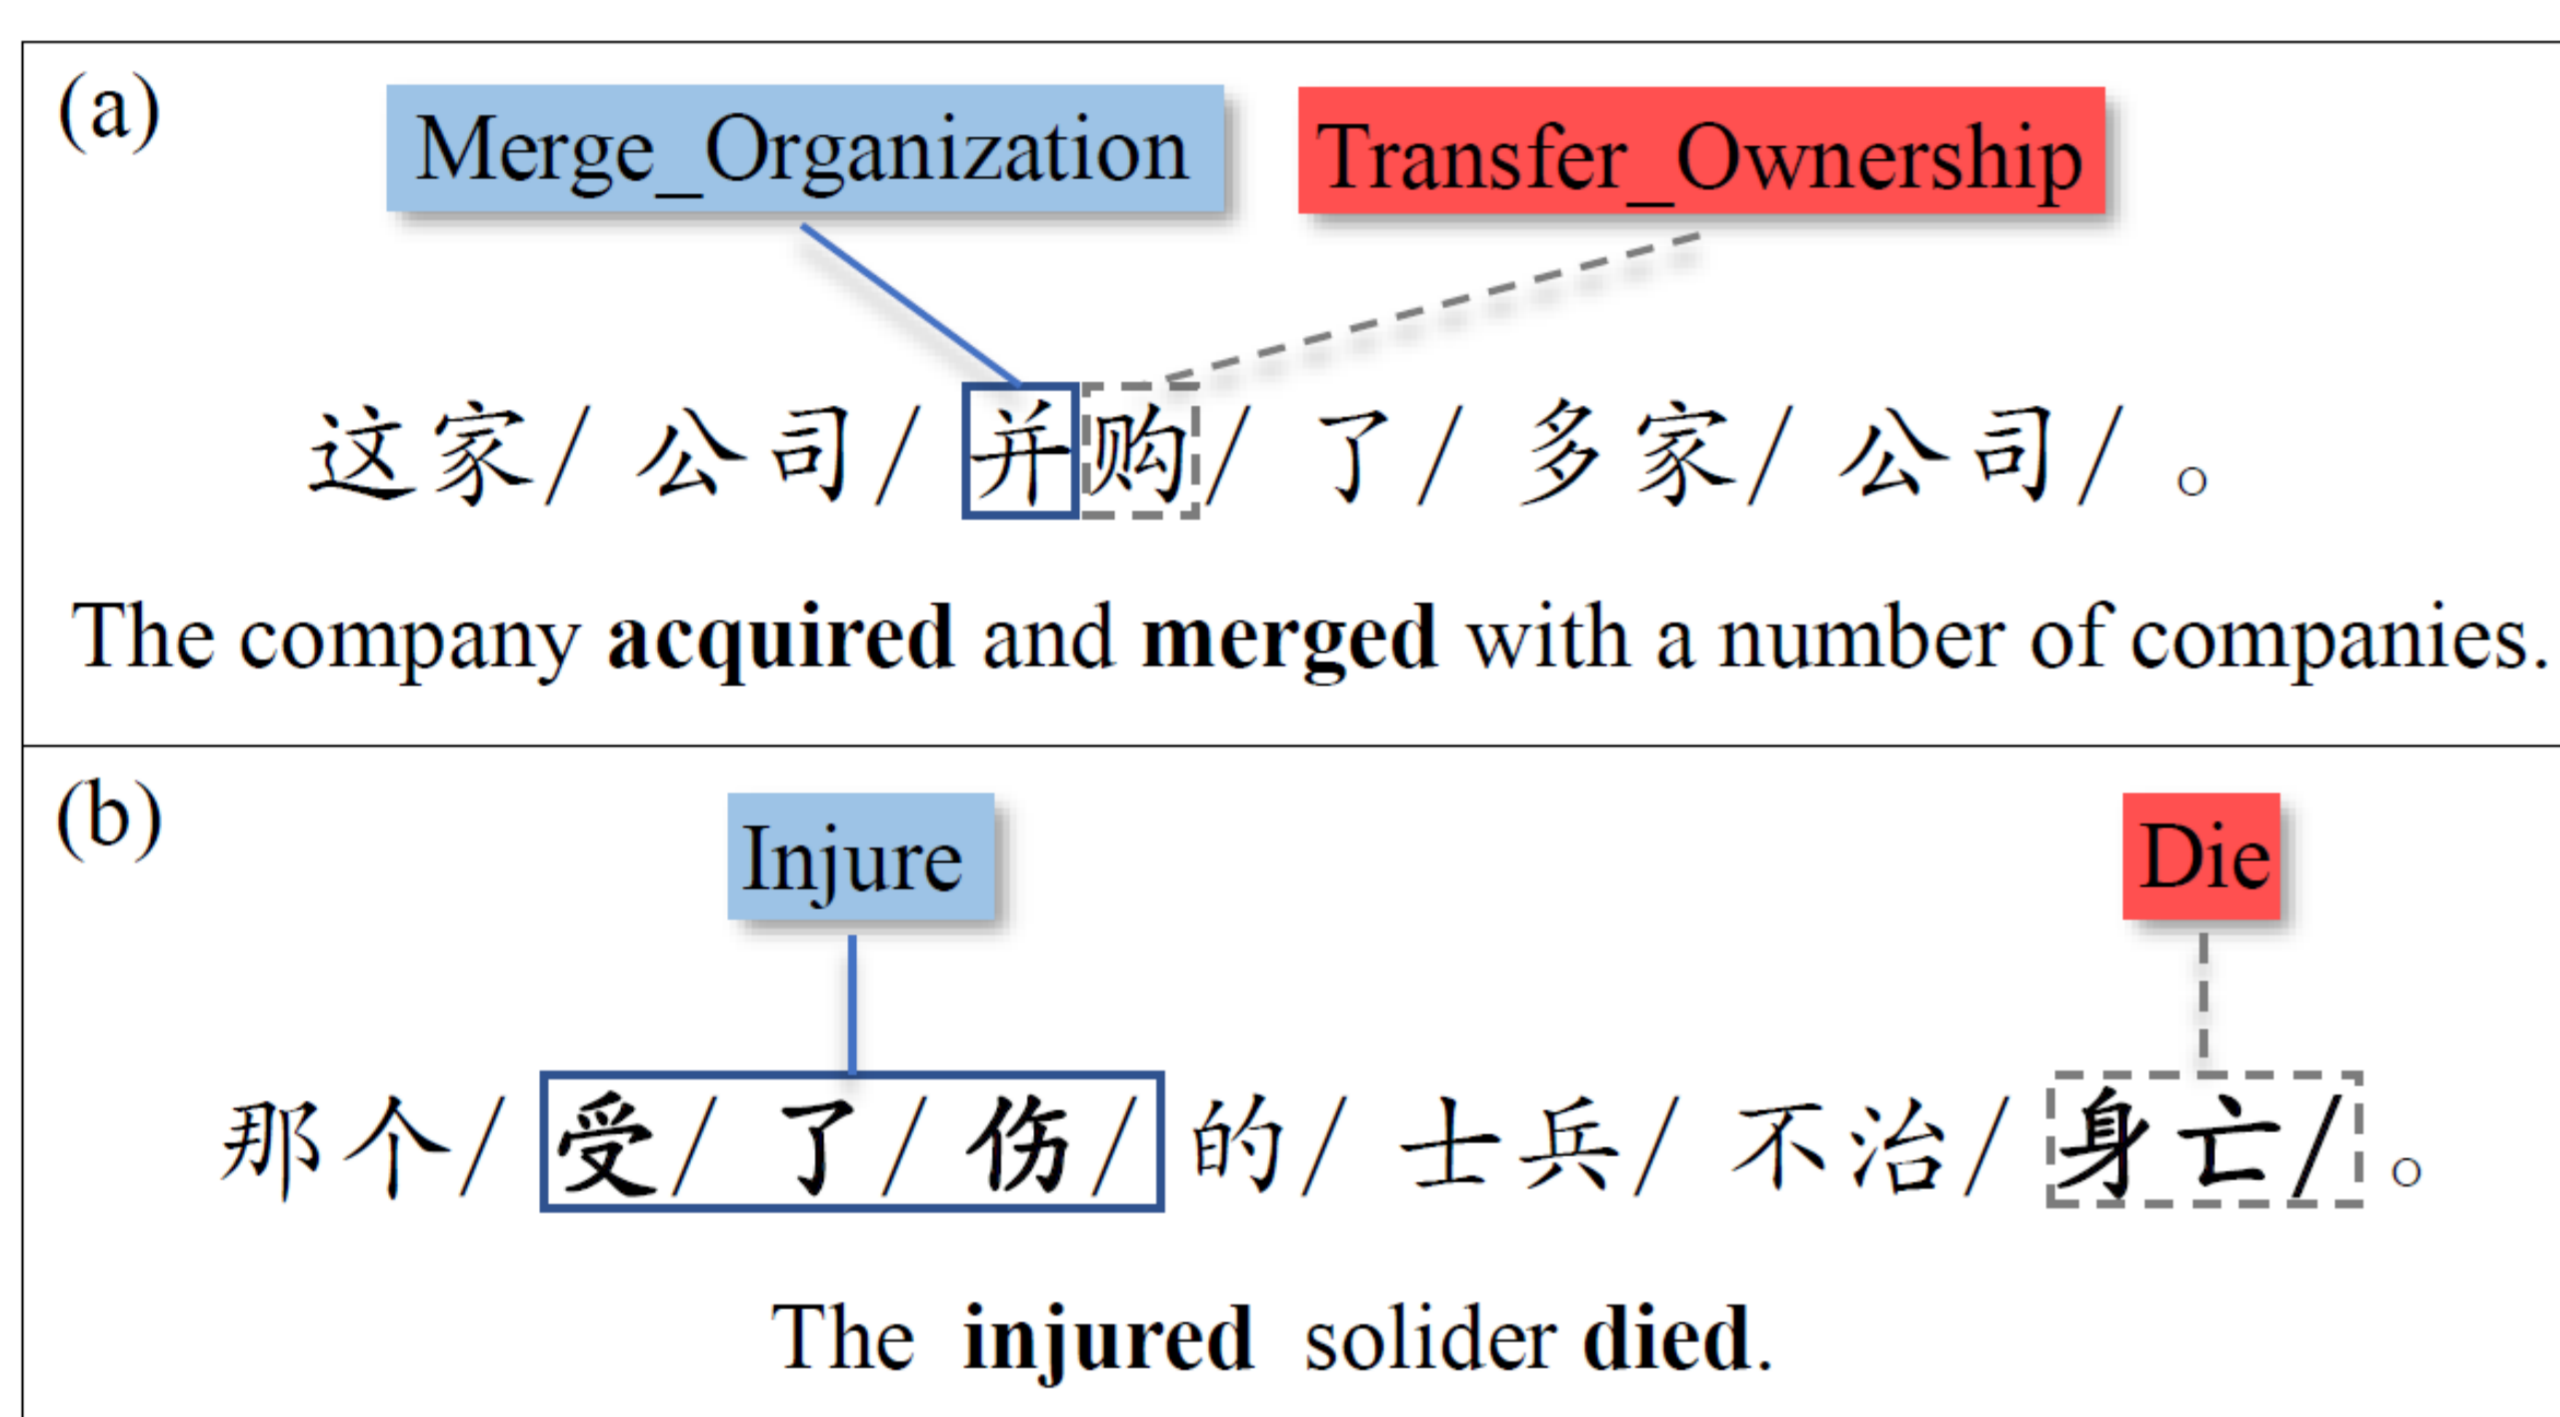 (a)
Merge_Organization Transfer_Ownership
这家/ 公司/ 并购/ 了/ 多家/ 公司/ 。
The company acquired and merged with a number of companies.
(b)
Injure Die
那个/ 受/ 了/ 伤/ 的/ 士兵/ 不治/ 身亡/ 。
The injured solider died.